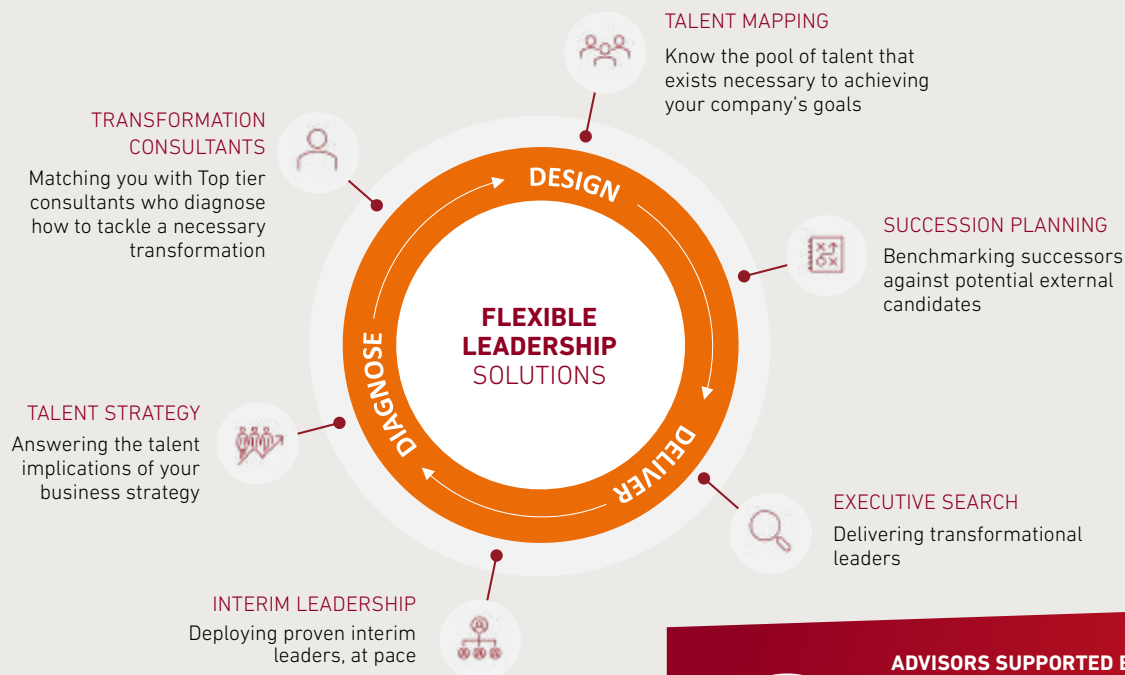 TALENT MAPPING
Know the pool of talent that
exists necessary to achieving
your company's goals
TRANSFORMATION
CONSULTANTS
Matching you with Top tier
consultants who diagnose
how to tackle a necessary
transformation
DESIGN
SUCCESSION PLANNING
Benchmarking successors
against potential external
candidates
FLEXIBLE
LEADERSHIP
SOLUTIONS
DIAGNOSE
DELIVER
TALENT STRATEGY
Answering the talent
implications of your
business strategy
EXECUTIVE SEARCH
Delivering transformational
leaders
INTERIM LEADERSHIP
Deploying proven interim
leaders, at pace
ADVISORS SUPPORTED